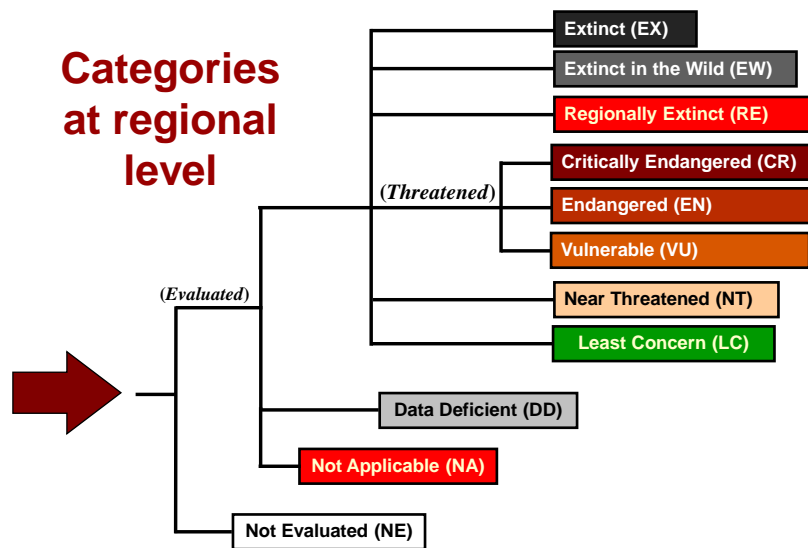 Categories
at regional
level
Extinct (EX)
Extinct in the Wild (EW)
Regionally Extinct (RE)
Critically Endangered (CR)
(Threatened)
Endangered (EN)
Vulnerable (VU)
(Evaluated)
Near Threatened (NT)
Least Concern (LC)
Data Deficient (DD)
Not Applicable (NA)
Not Evaluated (NE)